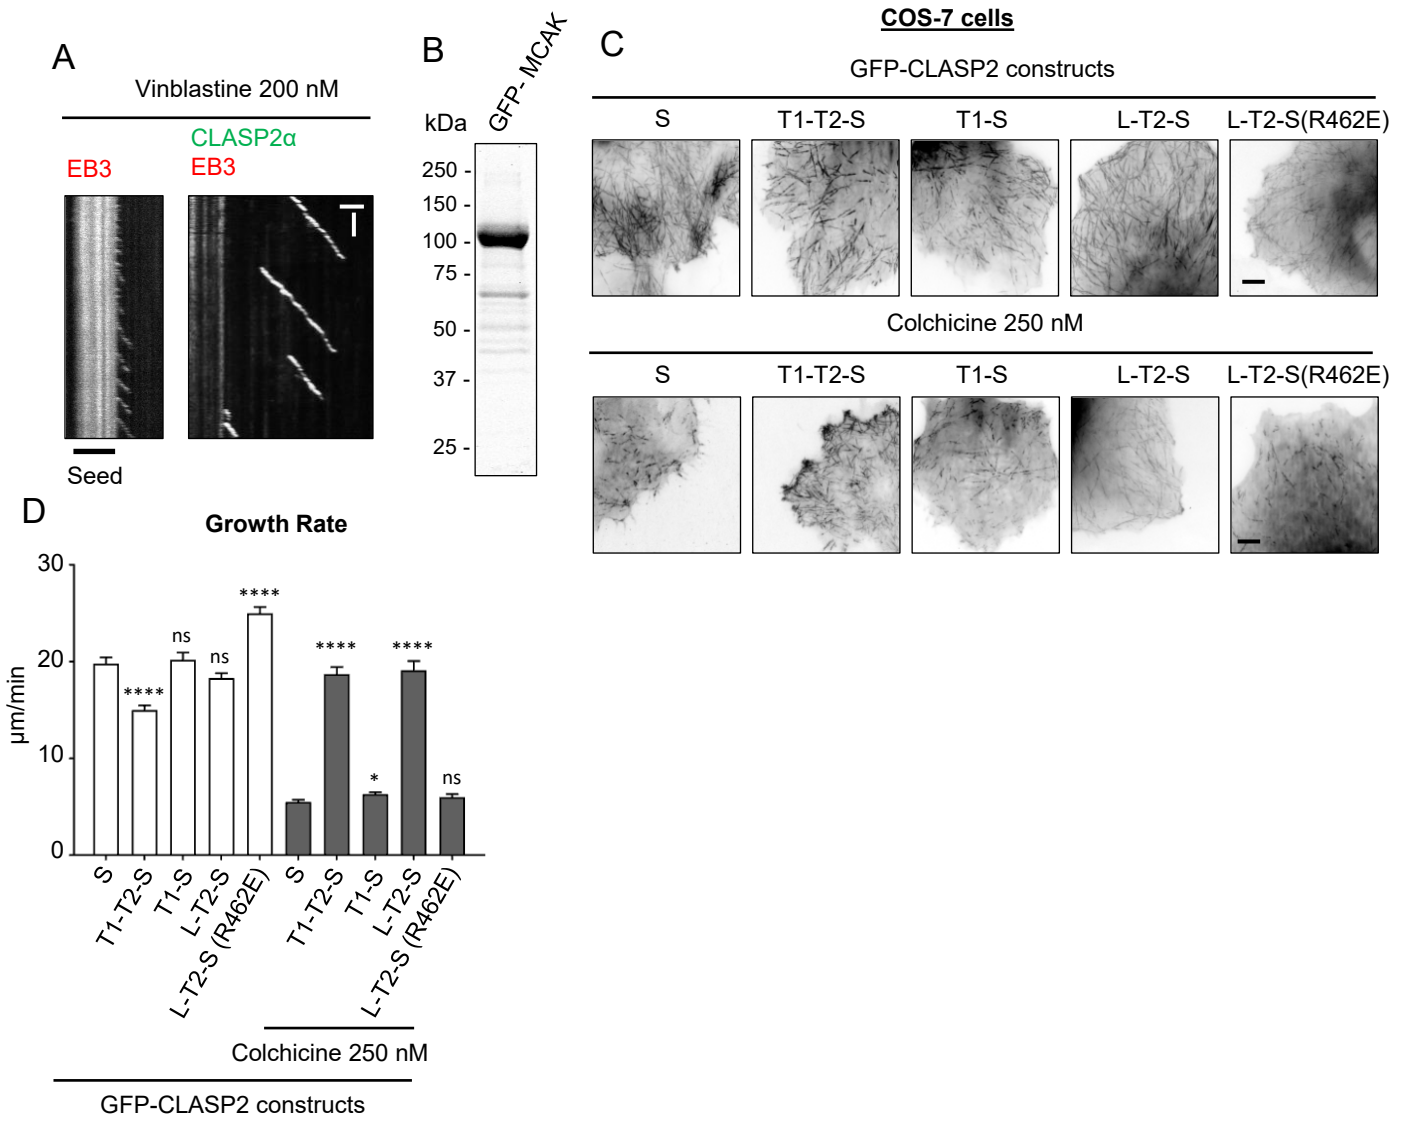 COS-7 cells
A
Vinblastine 200 nM
EB3
CLASP2α
EB3
Seed
B
GFP- MCAK
kDa
250 -
150 -
100 -
75 -
50 -
37 -
25 -
C
GFP-CLASP2 constructs
S T1-T2-S T1-S L-T2-S L-T2-S(R462E)
Colchicine 250 nM
S T1-T2-S T1-S L-T2-S L-T2-S(R462E)
D
Growth Rate
µm/min
30
20
10
0
**** ns ns **** **** * **** ns
S T1-T2-S T1-S L-T2-S L-T2-S (R462E) S T1-T2-S T1-S L-T2-S L-T2-S (R462E)
Colchicine 250 nM
GFP-CLASP2 constructs